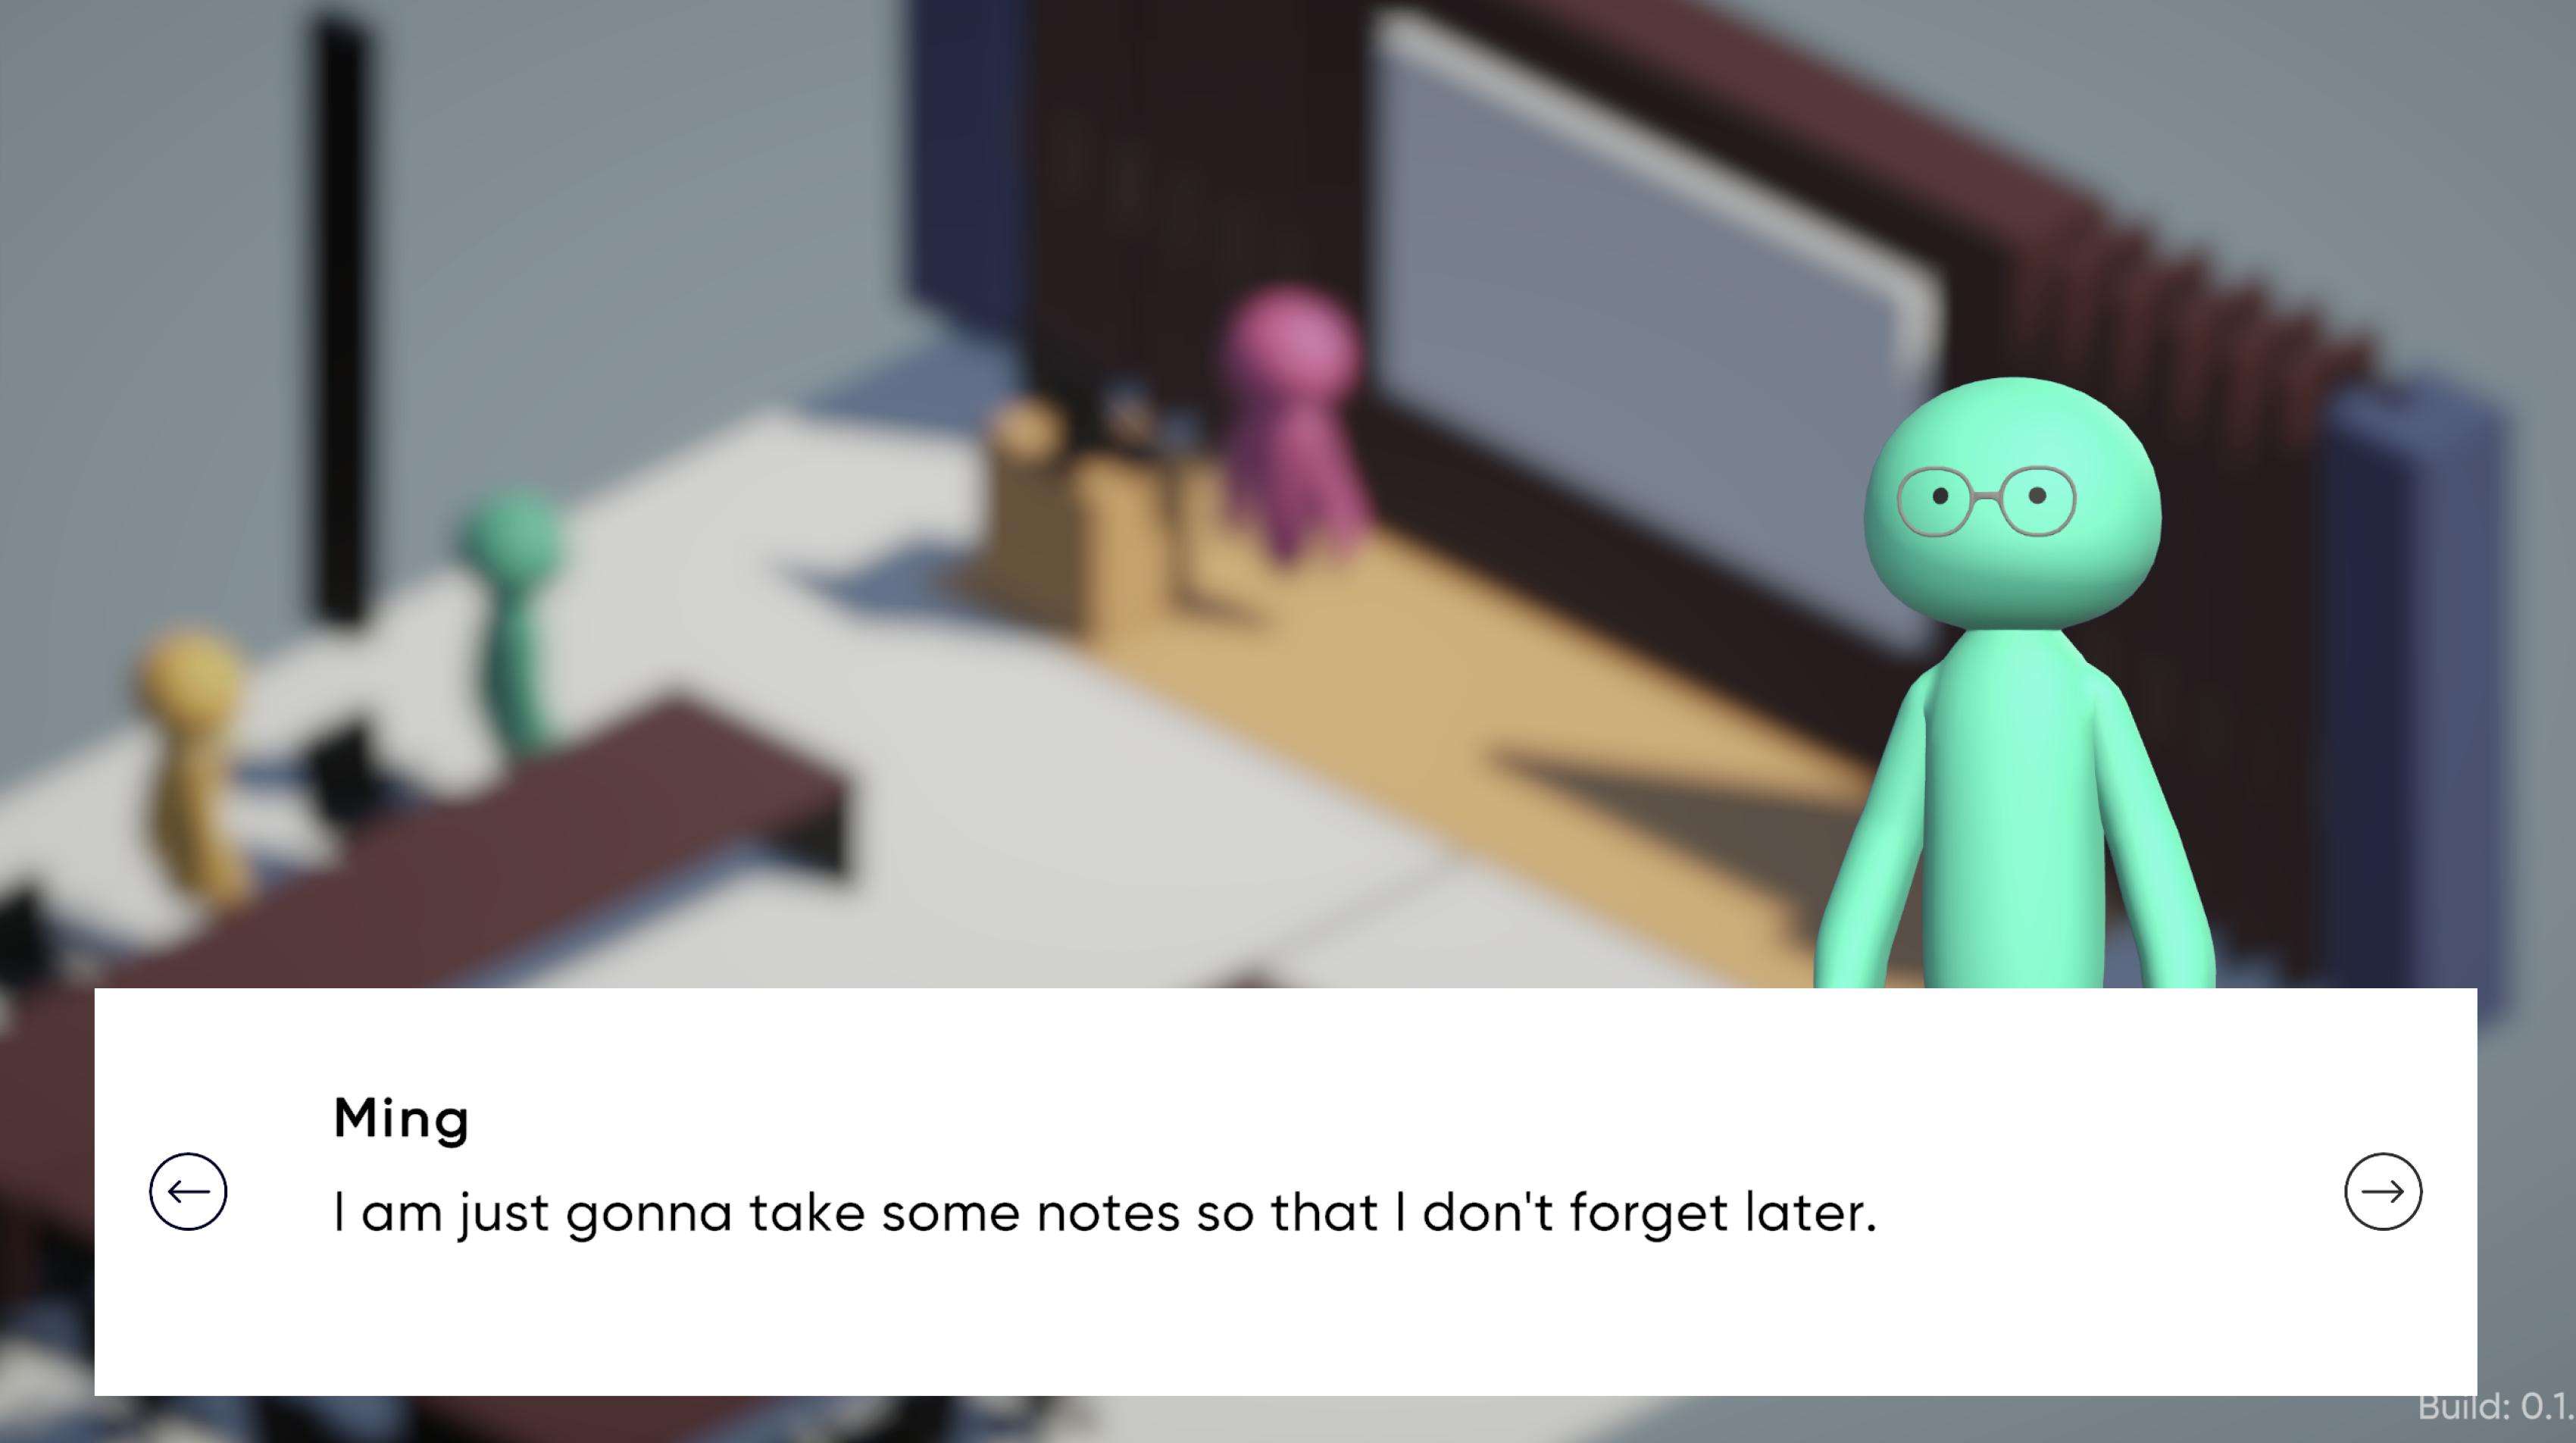 Ming
I am just gonna take some notes so that I don't forget later.
Build: 0.1.